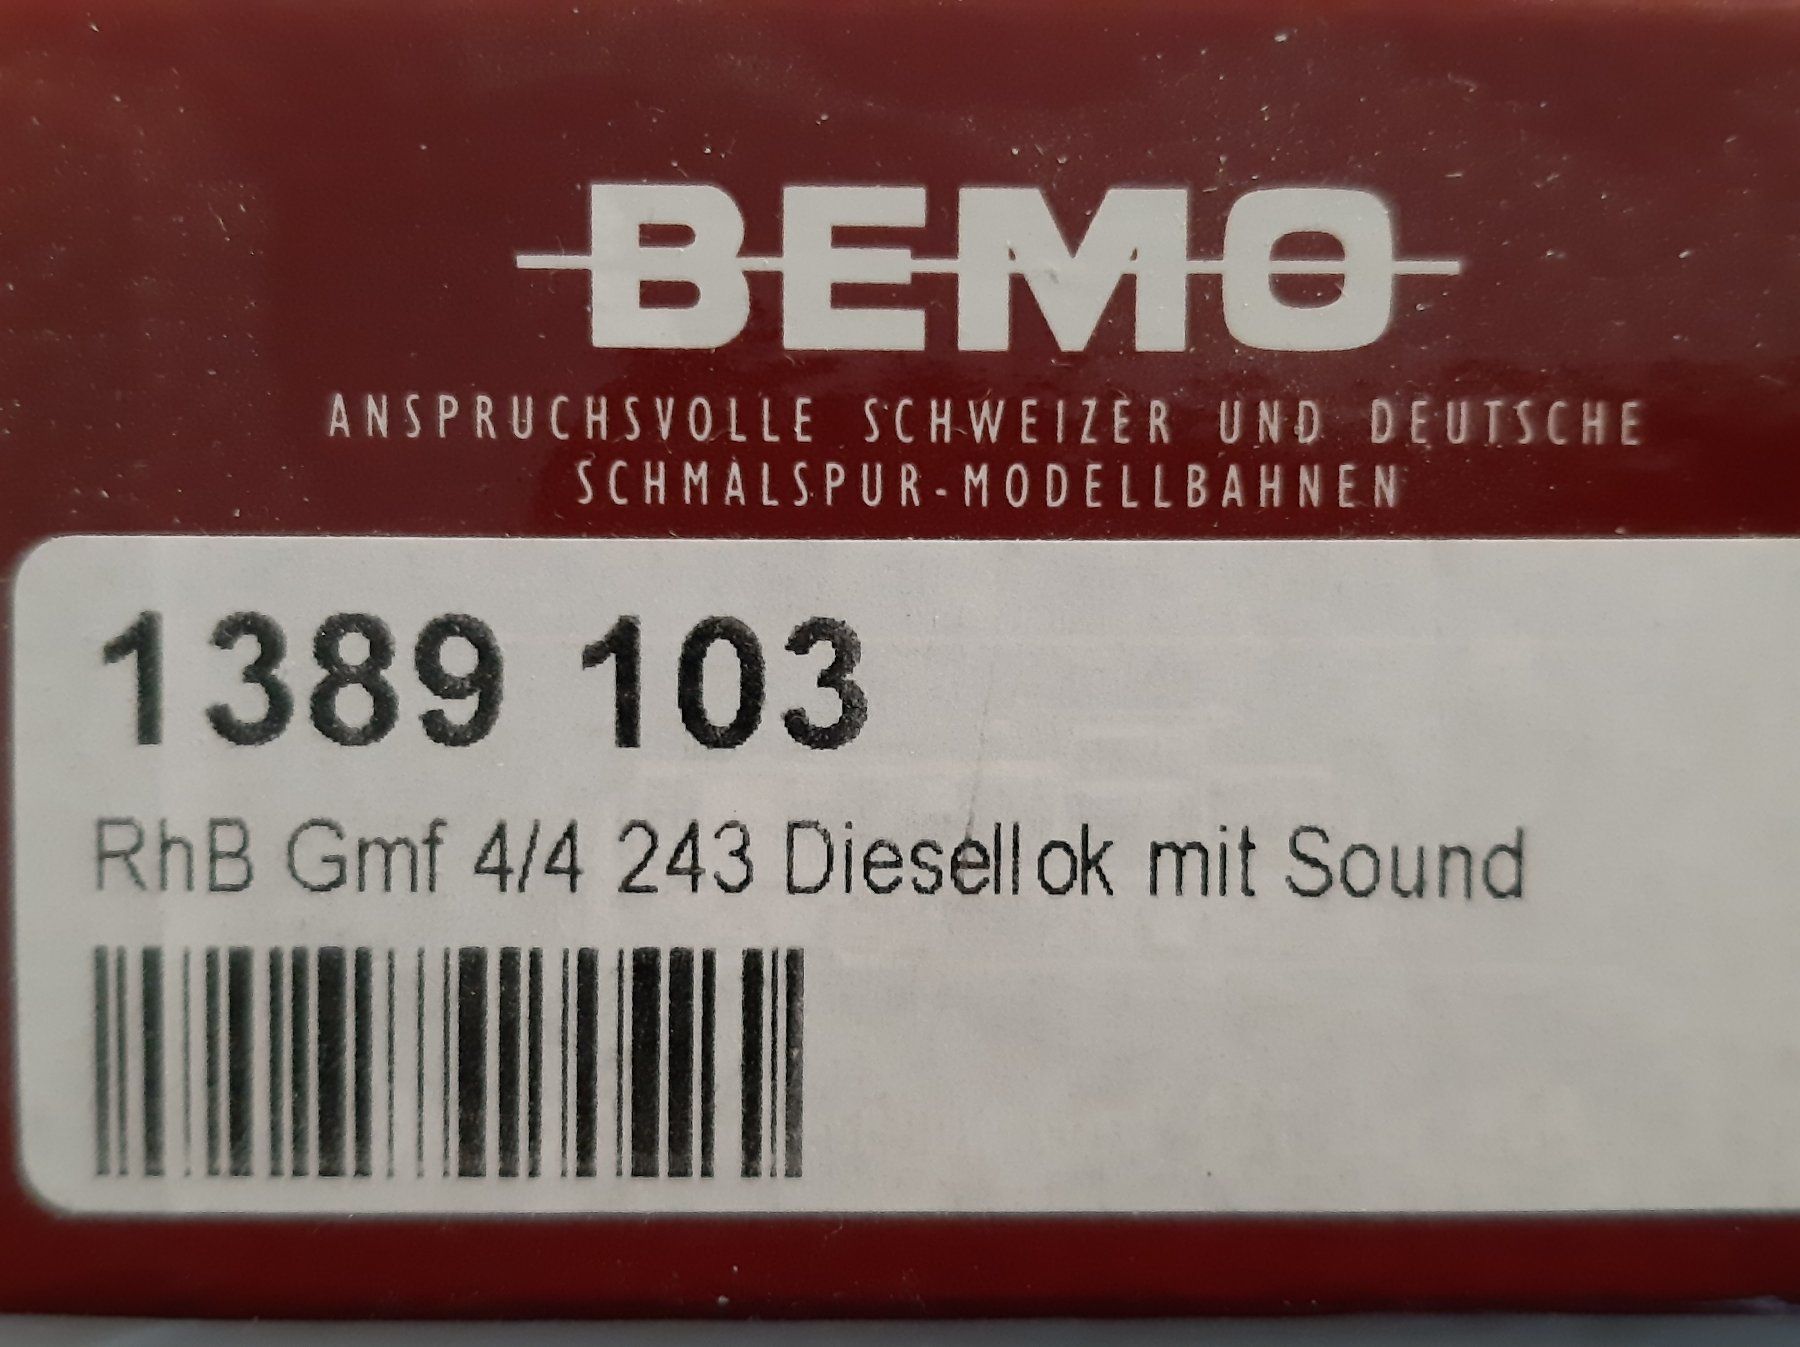 BEMO
ANSPRUCHSVOLLE SCHWEIZER UND DEUTSCHE
SCHMALSPUR-MODELLBAHNEN
1389 103
RhB Gmf 4/4 243 Diesellok mit Sound